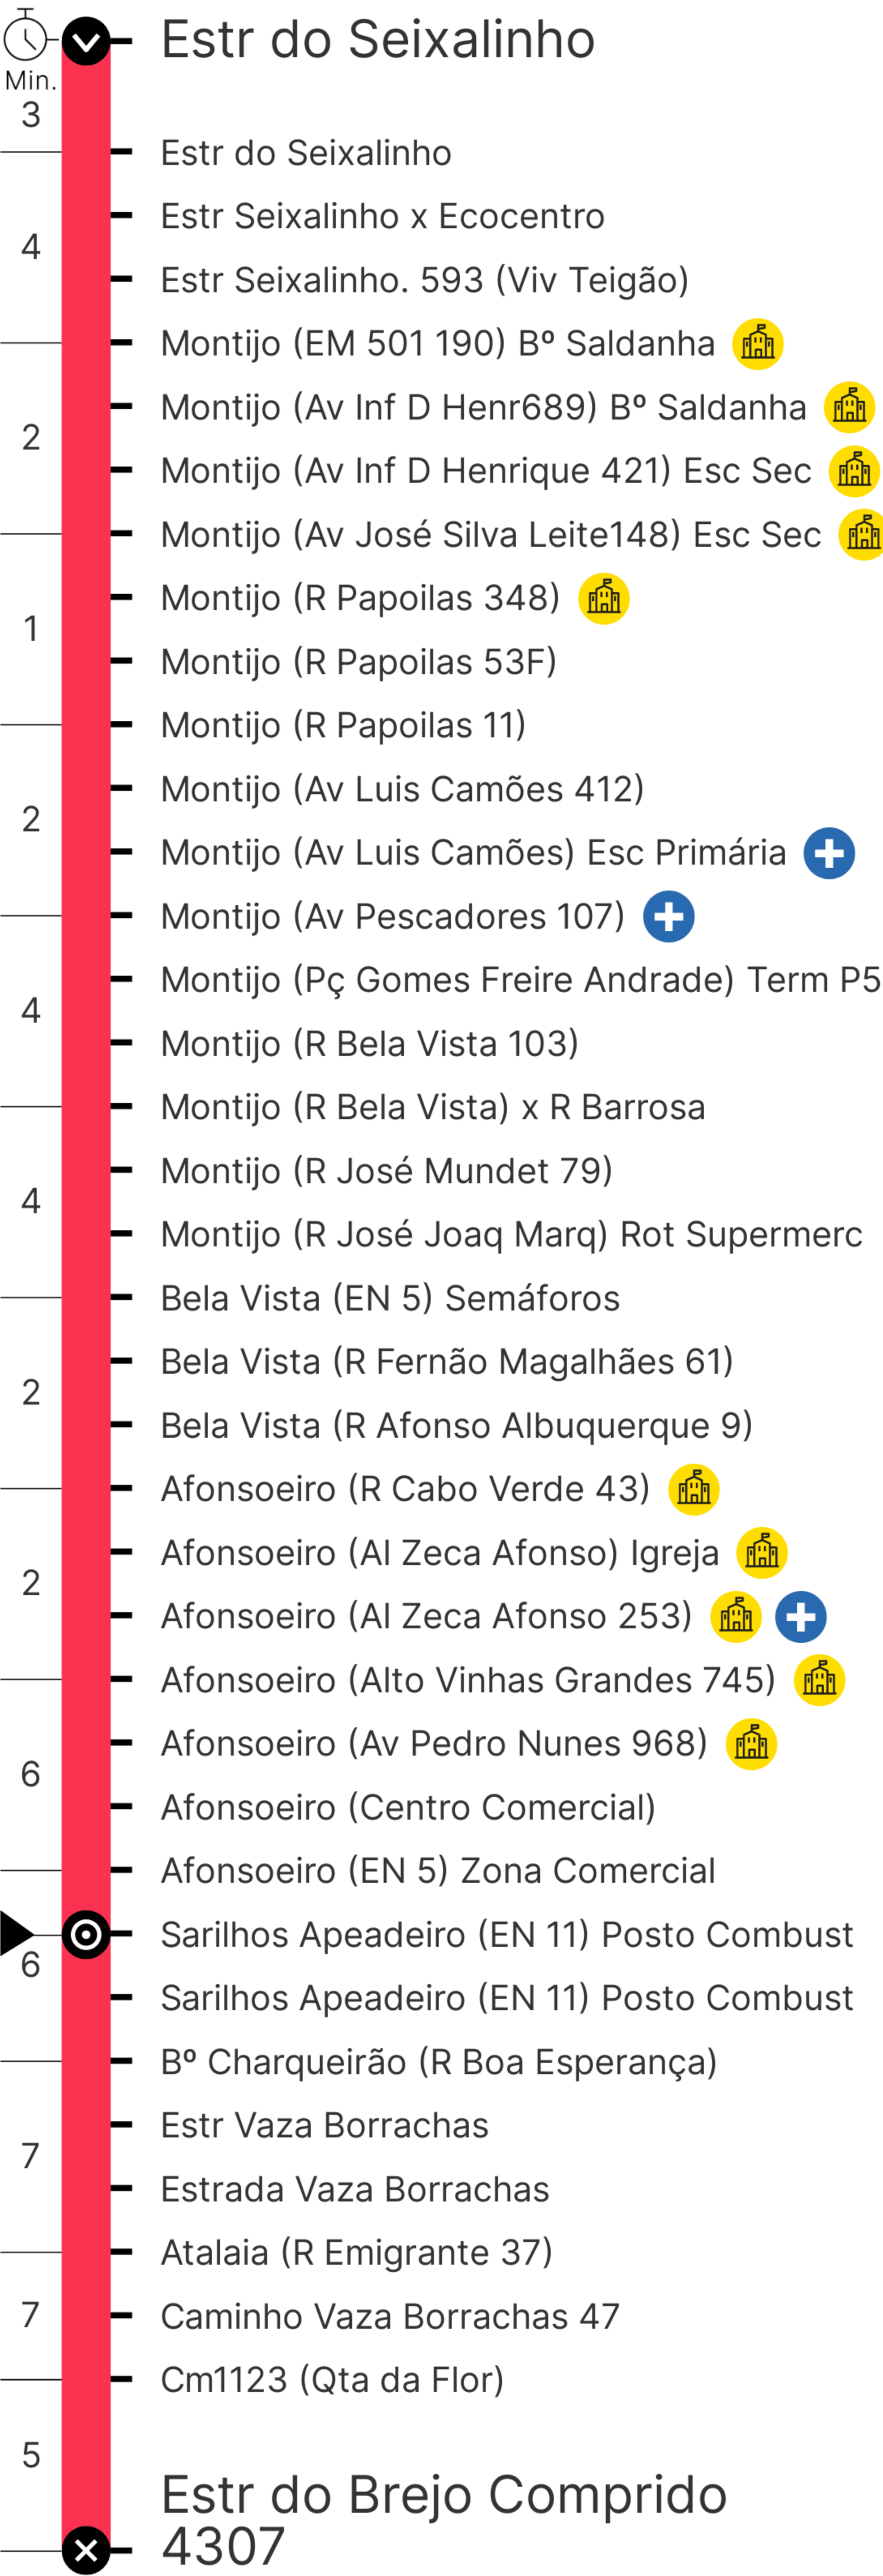 Estr do Seixalinho
Min.
3
Estr do Seixalinho
Estr Seixalinho x Ecocentro
4
Estr Seixalinho. 593 (Viv Teigão)
Montijo (EM 501 190) Bº Saldanha
Montijo (Av Inf D Henr689) Bº Saldanha
2
Montijo (Av Inf D Henrique 421) Esc Sec
Montijo (Av José Silva Leite148) Esc Sec
Montijo (R Papoilas 348)
1
Montijo (R Papoilas 53F)
Montijo (R Papoilas 11)
Montijo (Av Luis Camões 412)
2
Montijo (Av Luis Camões) Esc Primária
Montijo (Av Pescadores 107)
Montijo (Pç Gomes Freire Andrade) Term P5
4
Montijo (R Bela Vista 103)
Montijo (R Bela Vista) x R Barrosa
Montijo (R José Mundet 79)
4
Montijo (R José Joaq Marq) Rot Supermerc
Bela Vista (EN 5) Semáforos
Bela Vista (R Fernão Magalhães 61)
2
Bela Vista (R Afonso Albuquerque 9)
Afonsoeiro (R Cabo Verde 43)
Afonsoeiro (Al Zeca Afonso) Igreja
2
Afonsoeiro (Al Zeca Afonso 253)
Afonsoeiro (Alto Vinhas Grandes 745)
Afonsoeiro (Av Pedro Nunes 968)
6
Afonsoeiro (Centro Comercial)
Afonsoeiro (EN 5) Zona Comercial
Sarilhos Apeadeiro (EN 11) Posto Combust
6
Sarilhos Apeadeiro (EN 11) Posto Combust
Bº Charqueirão (R Boa Esperança)
Estr Vaza Borrachas
7
Estrada Vaza Borrachas
Atalaia (R Emigrante 37)
7
Caminho Vaza Borrachas 47
Cm1123 (Qta da Flor)
5
Estr do Brejo Comprido
4307